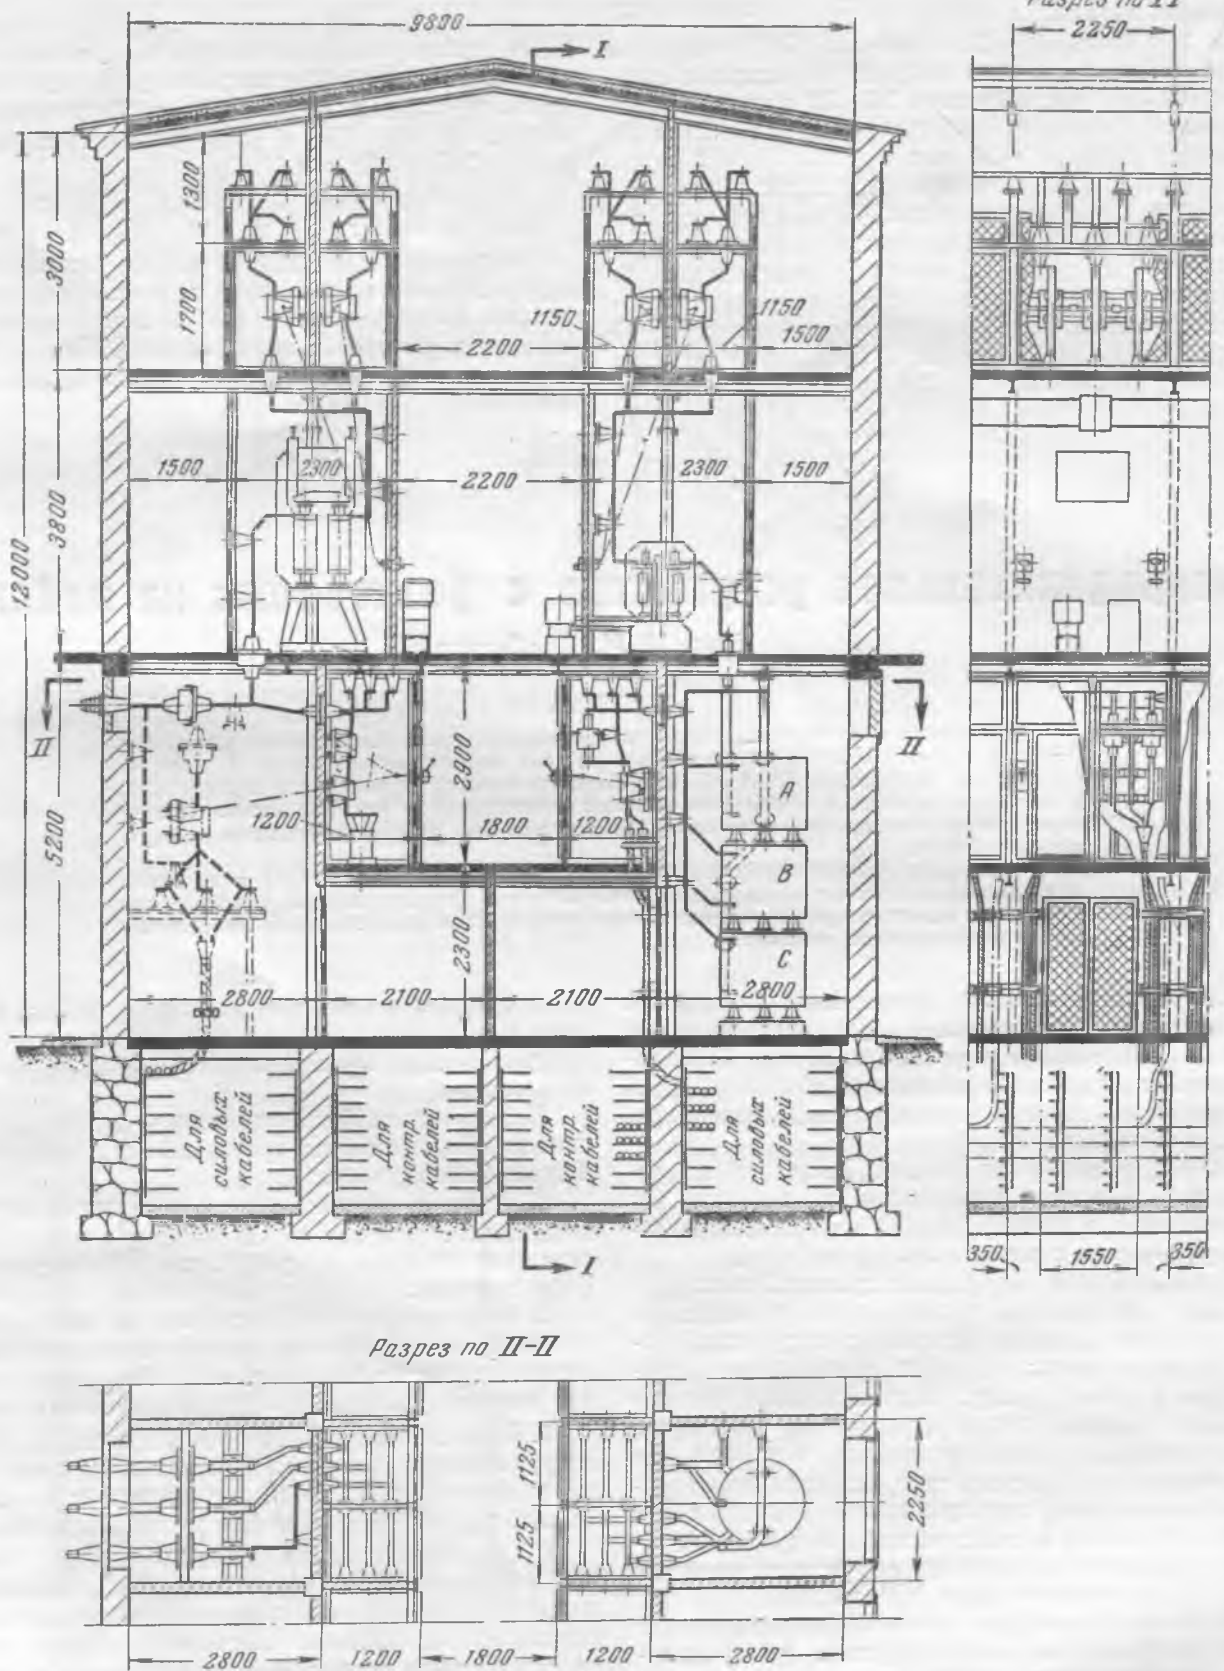 9800
I
Разрез по I-I
2250
1300
3000
1700
1150
1150
2200
1500
1500
2300
2200
2300
1500
3800
12000
II
II
2900
A
1200
1800
1200
5200
B
2300
C
2800
2100
2100
2800
Для
силовых
кабелей
Для
контр.
кабелей
Для
контр.
кабелей
Для
силовых
кабелей
350
1550
350
I
Разрез по II-II
1125
1125
2250
2800
1200
1800
1200
2800